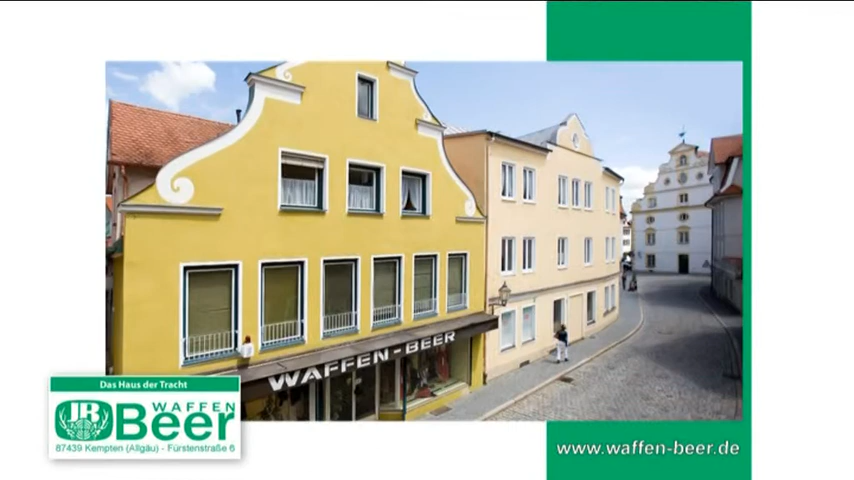 WAFFEN-BEER
Das Haus der Tracht
JB
WAFFEN
Beer
87439 Kempten (Allgäu) - Fürstenstraße 6
www.waffen-beer.de